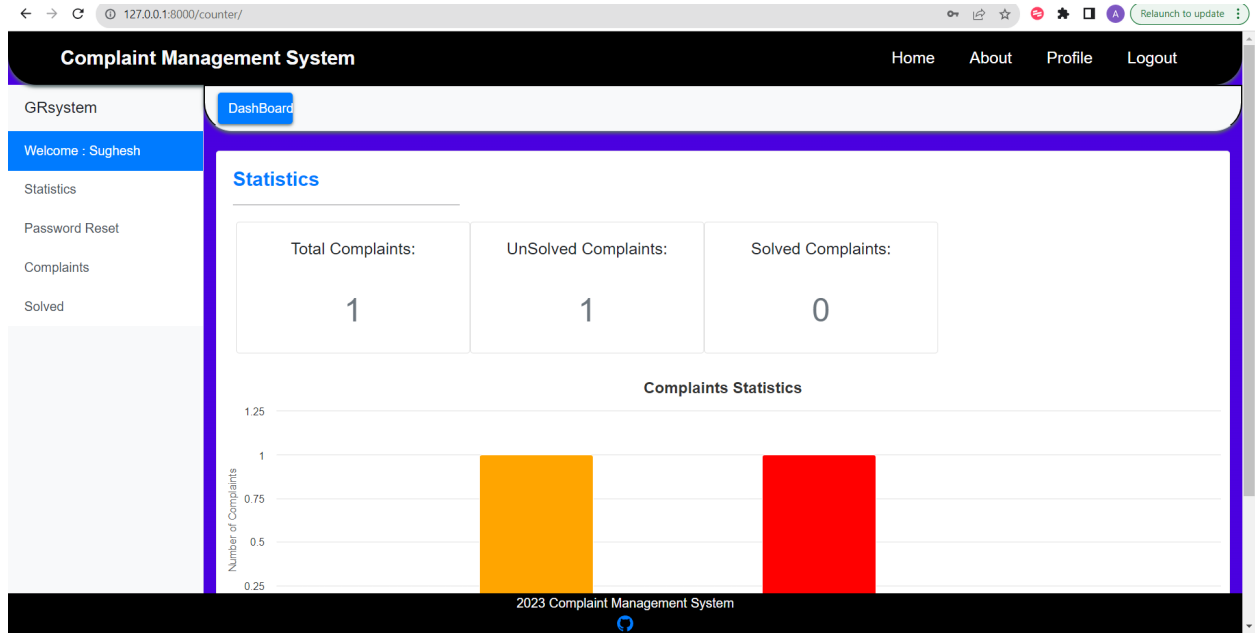 127.0.0.1:8000/counter/
A
Relaunch to update
Complaint Management System
Home About Profile Logout
GRsystem
DashBoard
Welcome : Sughesh
Statistics
Password Reset
Complaints
Solved
Statistics
Total Complaints: UnSolved Complaints: Solved Complaints:
1 1 0
Complaints Statistics
Number of Complaints
1.25
1
0.75
0.5
0.25
2023 Complaint Management System